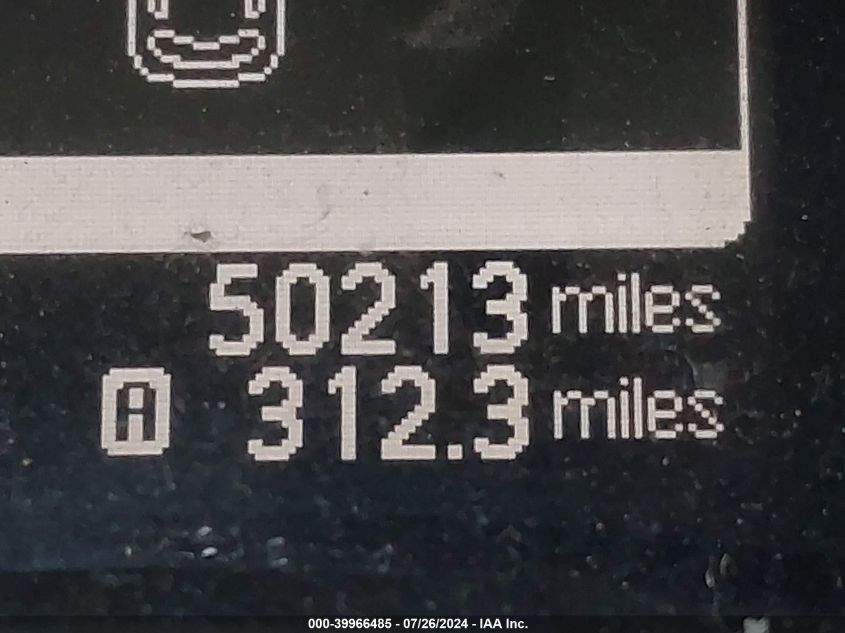 50213 miles
A 312.3 miles
000-39966485 - 07/26/2024 - IAA Inc.